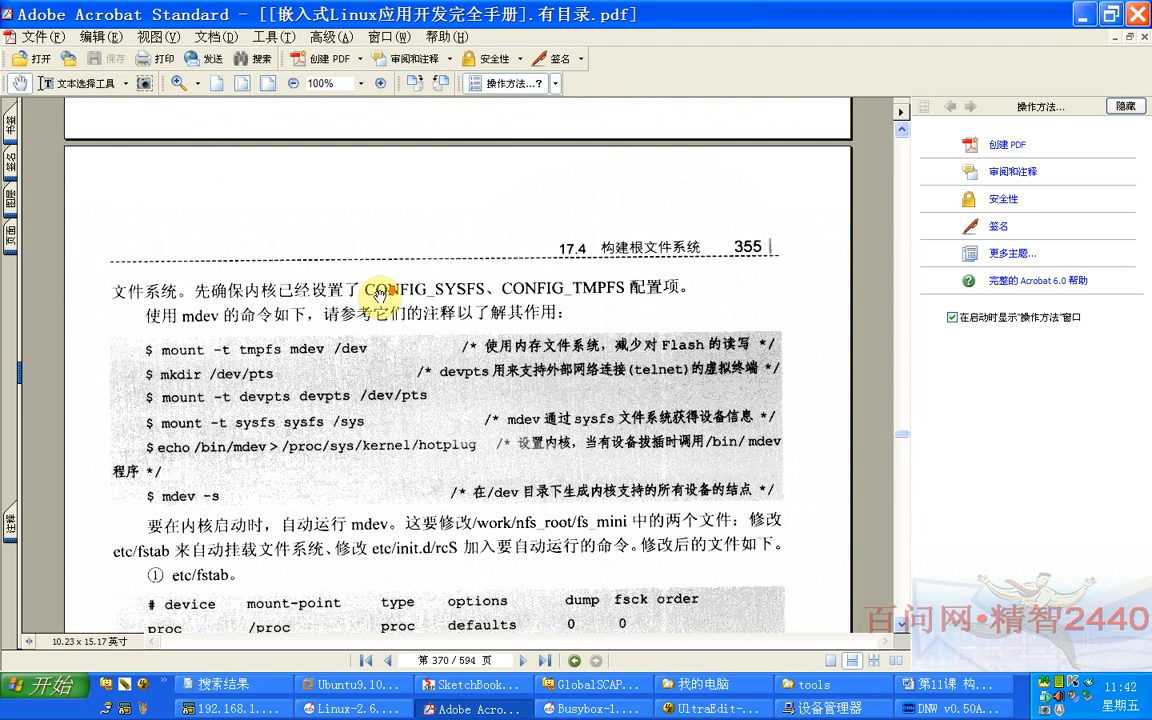 Adobe Acrobat Standard - [[嵌入式Linux应用开发完全手册].有目录.pdf]
文件(F) 编辑(E) 视图(V) 文档(D) 工具(T) 高级(A) 窗口(W) 帮助(H)
打开 保存 打印 发送 搜索 创建 PDF 审阅和注释 安全性 签名
文本选择工具 100% 操作方法...?
书签
签名
图层
页面
注释
17.4 构建根文件系统 355
文件系统。先确保内核已经设置了 CONFIG_SYSFS、CONFIG_TMPFS 配置项。
使用 mdev 的命令如下，请参考它们的注释以了解其作用：
$ mount -t tmpfs mdev /dev /* 使用内存文件系统，减少对 Flash 的读写 */
$ mkdir /dev/pts /* devpts 用来支持外部网络连接(telnet)的虚拟终端 */
$ mount -t devpts devpts /dev/pts
$ mount -t sysfs sysfs /sys /* mdev 通过 sysfs 文件系统获得设备信息 */
$ echo /bin/mdev > /proc/sys/kernel/hotplug /* 设置内核，当有设备拔插时调用/bin/ mdev
程序 */
$ mdev -s /* 在/dev 目录下生成内核支持的所有设备的结点 */
要在内核启动时，自动运行 mdev。这要修改/work/nfs_root/fs_mini 中的两个文件：修改
etc/fstab 来自动挂载文件系统、修改 etc/init.d/rcS 加入要自动运行的命令。修改后的文件如下。
① etc/fstab。
# device mount-point type options dump fsck order
proc /proc proc defaults 0 0
操作方法... 隐藏
创建 PDF
审阅和注释
安全性
签名
更多主题...
完整的 Acrobat 6.0 帮助
在启动时显示"操作方法"窗口
百问网•精智2440
10.23 x 15.17 英寸
第 370 / 594 页
开始 搜索结果 Ubuntu9.10... SketchBook... GlobalSCAP... 我的电脑 tools 第11课 构...
192.168.1.... Linux-2.6.... Adobe Acro... Busybox-1... UltraEdit-... 设备管理器 DNW v0.50A...
11:42
星期五